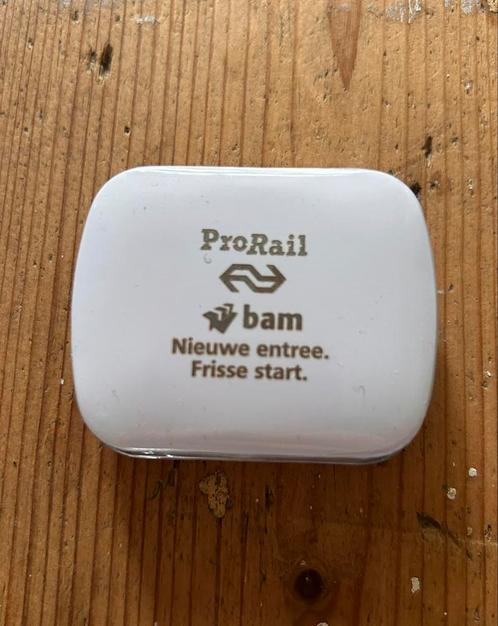 ProRail
bam
Nieuwe entree.
Frisse start.